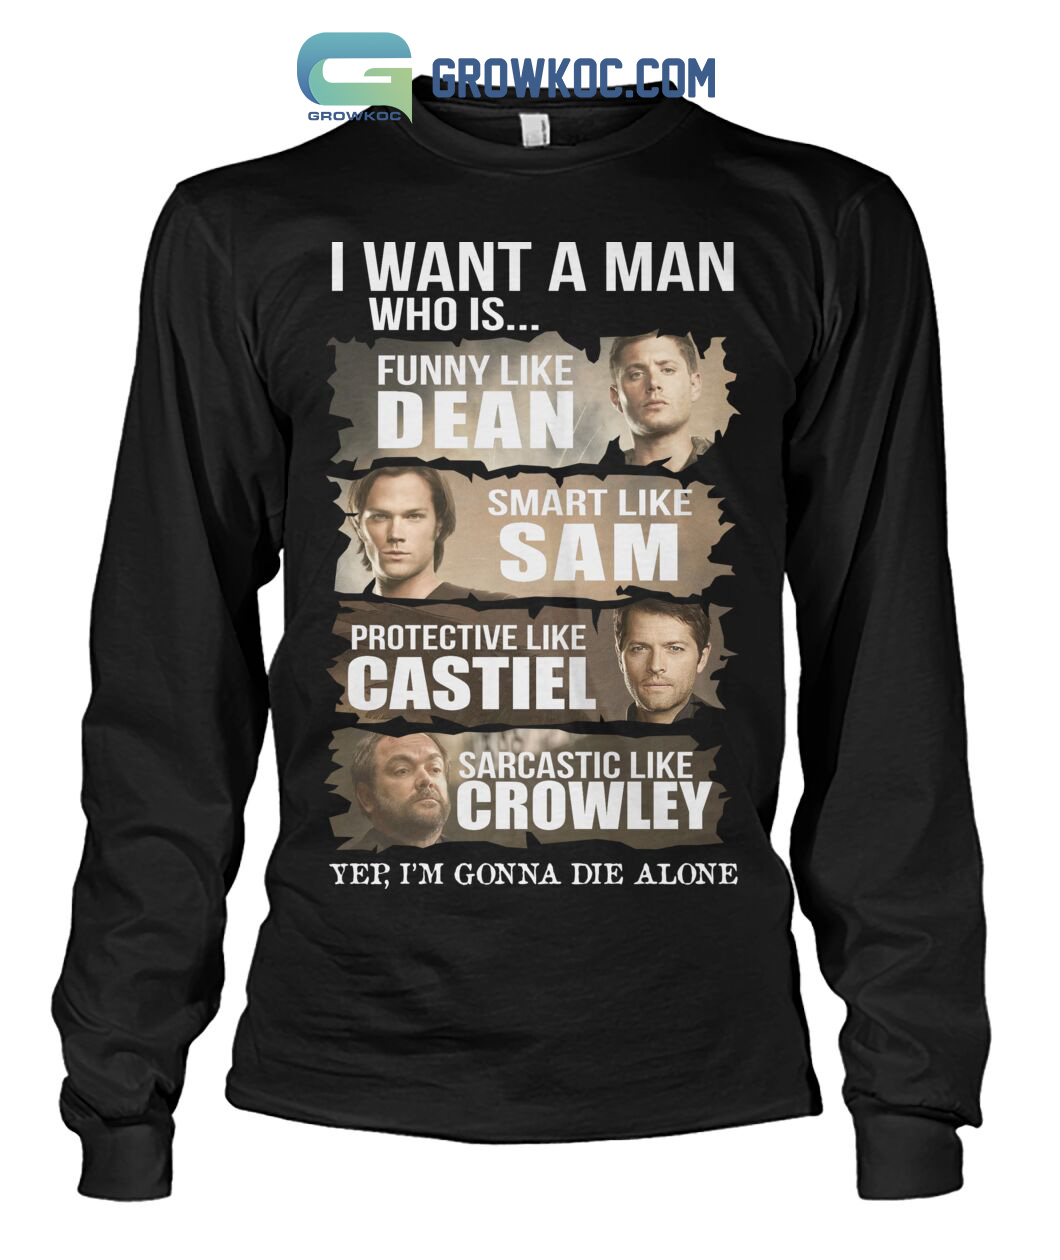 GROWKOC.COM
GROWKOC
I WANT A MAN
WHO IS...
FUNNY LIKE
DEAN
SMART LIKE
SAM
PROTECTIVE LIKE
CASTIEL
SARCASTIC LIKE
CROWLEY
YEP, I'M GONNA DIE ALONE